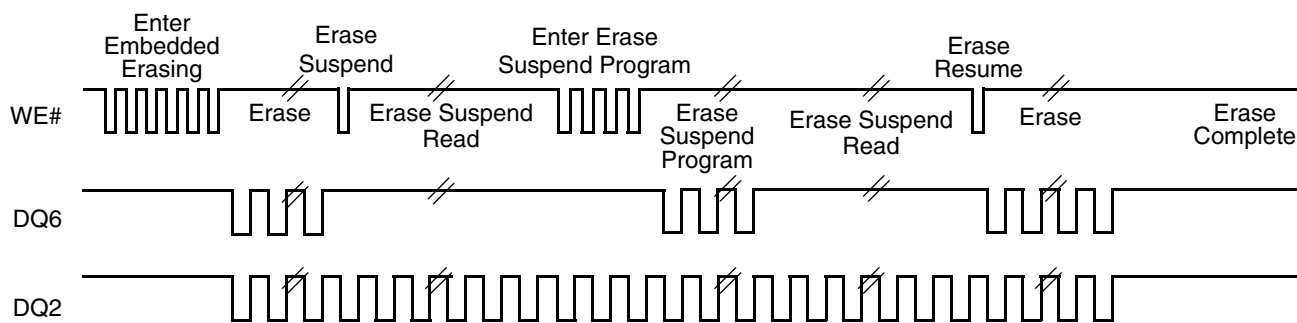 Enter
Embedded
Erasing
Erase
Suspend
Enter Erase
Suspend Program
Erase
Resume
WE#
Erase
Erase Suspend
Read
Erase
Suspend
Program
Erase Suspend
Read
Erase
Erase
Complete
DQ6
DQ2